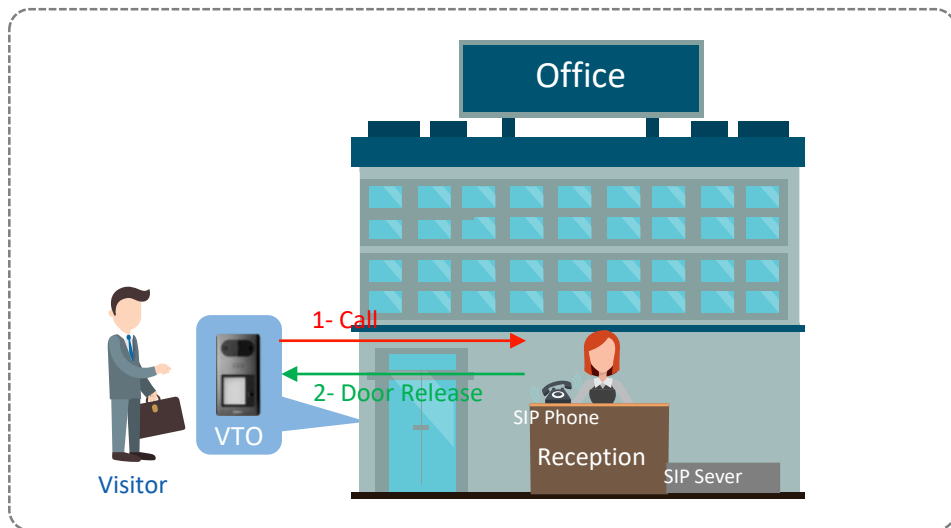 Office
1- Call
2- Door Release
SIP Phone
VTO
Reception
SIP Sever
Visitor